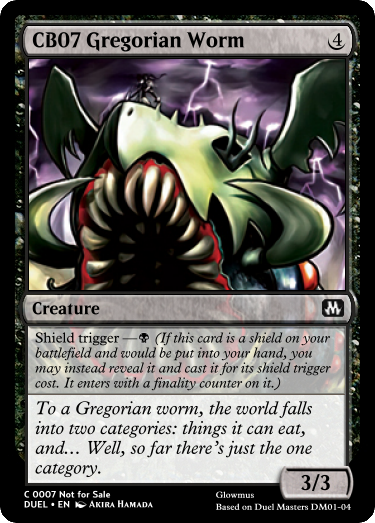 CB07 Gregorian Worm 4
Creature
Shield trigger — (If this card is a shield on your
battlefield and would be put into your hand, you
may instead reveal it and cast it for its shield trigger
cost. It enters with a finality counter on it.)
To a Gregorian worm, the world falls
into two categories: things it can eat,
and… Well, so far there's just the one
category.
3/3
C 0007 Not for Sale
DUEL • EN Akira Hamada
Glowmus
Based on Duel Masters DM01-04